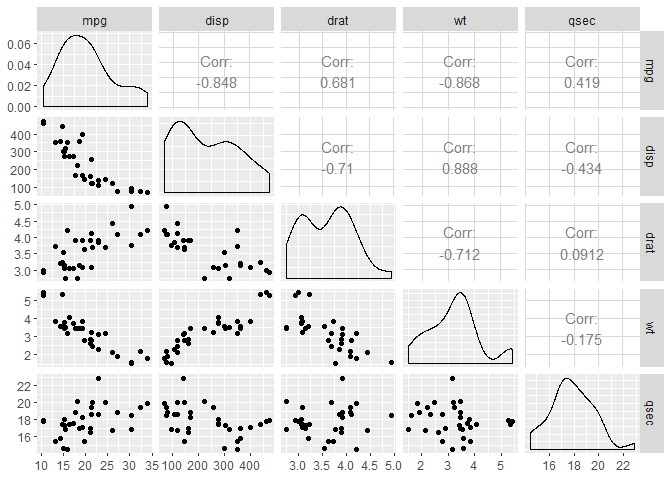 mpg disp drat wt qsec
0.06
0.04
0.02
0.00
Corr: Corr: Corr: Corr:
-0.848 0.681 -0.868 0.419
mpg
400
300
200
100
Corr: Corr: Corr:
-0.71 0.888 -0.434
disp
5.0
4.5
4.0
3.5
3.0
Corr: Corr:
-0.712 0.0912
drat
5
4
3
2
Corr:
-0.175
wt
22
20
18
16
qsec
10 15 20 25 30 35 100 200 300 400 3.0 3.5 4.0 4.5 5.0 2 3 4 5 16 18 20 22